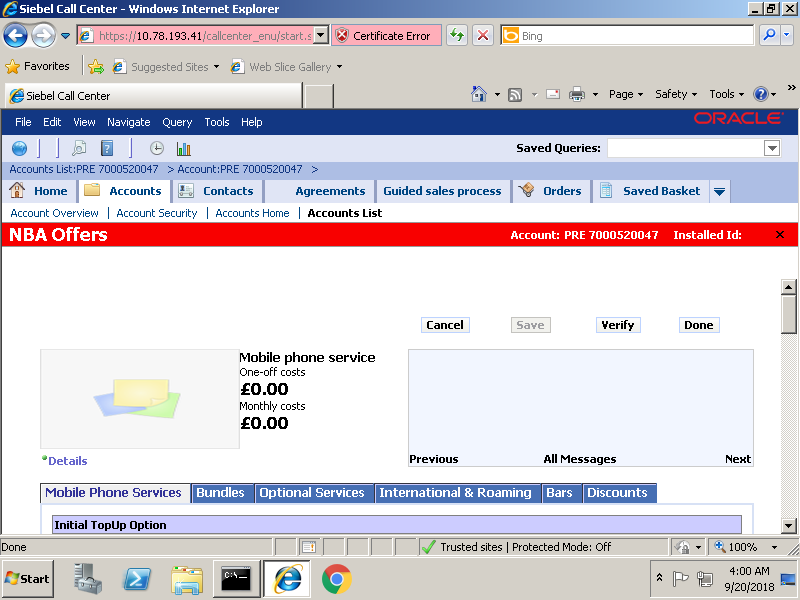 Siebel Call Center - Windows Internet Explorer
https://10.78.193.41/callcenter_enu/start.s
Certificate Error
Bing
Favorites
Suggested Sites
Web Slice Gallery
Siebel Call Center
Page
Safety
Tools
File Edit View Navigate Query Tools Help
ORACLE
Saved Queries:
Accounts List:PRE 7000520047 > Account:PRE 7000520047 >
Home Accounts Contacts Agreements Guided sales process Orders Saved Basket
Account Overview | Account Security | Accounts Home | Accounts List
NBA Offers
Account: PRE 7000520047 Installed Id:
Cancel Save Verify Done
Mobile phone service
One-off costs
£0.00
Monthly costs
£0.00
Details
Previous All Messages Next
Mobile Phone Services Bundles Optional Services International & Roaming Bars Discounts
Initial TopUp Option
Done
Trusted sites | Protected Mode: Off
100%
Start
C:\_
4:00 AM
9/20/2018